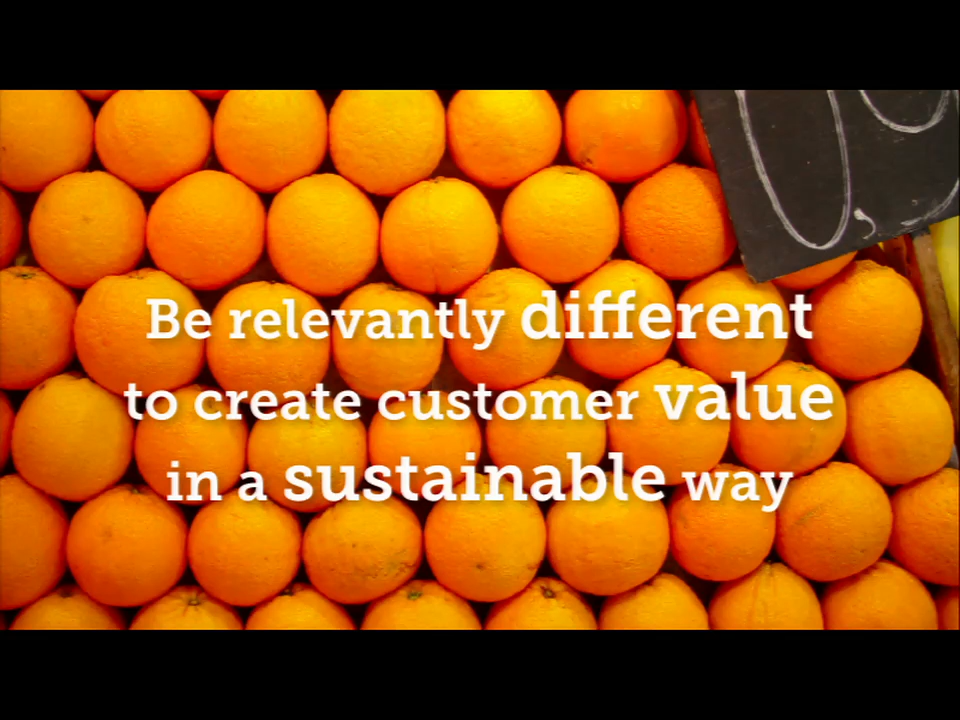 Be relevantly different
to create customer value
in a sustainable way